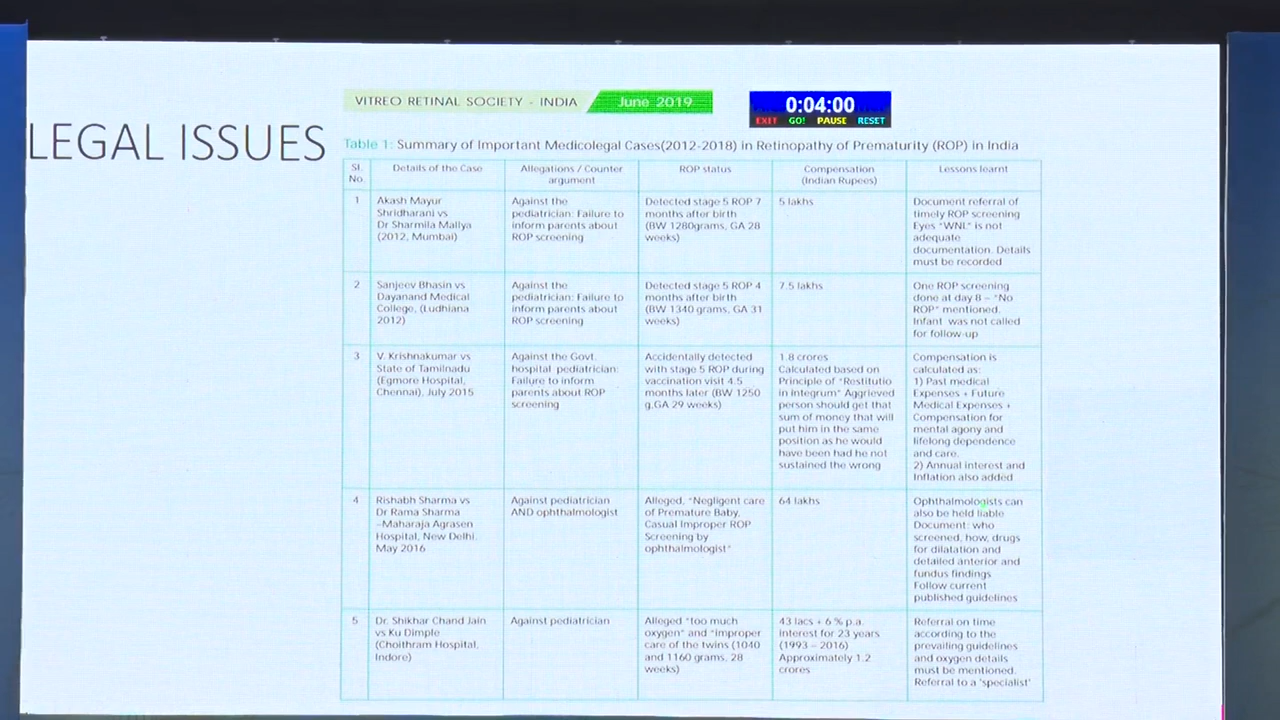 VITREO RETINAL SOCIETY - INDIA
June 2019
0:04:00
EXIT GO! PAUSE RESET
LEGAL ISSUES
Table 1: Summary of Important Medicolegal Cases(2012-2018) in Retinopathy of Prematurity (ROP) in India
Sl. No.
Details of the Case
Allegations / Counter argument
ROP status
Compensation (Indian Rupees)
Lessons learnt
1
Akash Mayur
Shridharani vs
Dr Sharmila Mallya
(2012, Mumbai)
Against the
pediatrician: Failure to
inform parents about
ROP screening
Detected stage 5 ROP 7
months after birth
(BW 1280grams, GA 28
weeks)
5 lakhs
Document referral of
timely ROP screening
Eyes "WNL" is not
adequate
documentation. Details
must be recorded
2
Sanjeev Bhasin vs
Dayanand Medical
College, (Ludhiana
2012)
Against the
pediatrician: Failure to
inform parents about
ROP screening
Detected stage 5 ROP 4
months after birth
(BW 1340 grams, GA 31
weeks)
7.5 lakhs
One ROP screening
done at day 8 – "No
ROP" mentioned.
Infant was not called
for follow-up
3
V. Krishnakumar vs
State of Tamilnadu
(Egmore Hospital,
Chennai), July 2015
Against the Govt.
hospital pediatrician:
Failure to inform
parents about ROP
screening
Accidentally detected
with stage 5 ROP during
vaccination visit 4.5
months later (BW 1250
g,GA 29 weeks)
1.8 crores
Calculated based on
Principle of "Restitutio
in integrum" Aggrieved
person should get that
sum of money that will
put him in the same
position as he would
have been had he not
sustained the wrong
Compensation is
calculated as:
1) Past medical
Expenses + Future
Medical Expenses +
Compensation for
mental agony and
lifelong dependence
and care.
2) Annual interest and
Inflation also added
4
Rishabh Sharma vs
Dr Rama Sharma
–Maharaja Agrasen
Hospital, New Delhi.
May 2016
Against pediatrician
AND ophthalmologist
Alleged, "Negligent care
of Premature Baby,
Casual Improper ROP
Screening by
ophthalmologist"
64 lakhs
Ophthalmologists can
also be held liable
Document: who
screened, how, drugs
for dilatation and
detailed anterior and
fundus findings
Follow current
published guidelines
5
Dr. Shikhar Chand Jain
vs Ku Dimple
(Choithram Hospital,
Indore)
Against pediatrician
Alleged "too much
oxygen" and "improper
care of the twins (1040
and 1160 grams, 28
weeks)
43 lacs + 6 % p.a.
Interest for 23 years
(1993 – 2016)
Approximately 1.2
crores
Referral on time
according to the
prevailing guidelines
and oxygen details
must be mentioned.
Referral to a 'specialist'